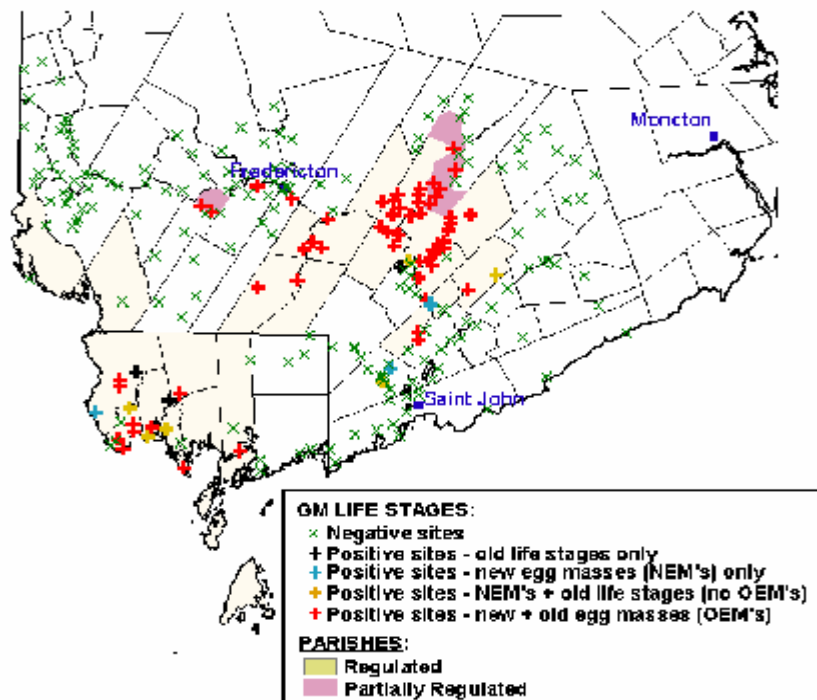 Moncton
Fredericton
Saint John
GM LIFE STAGES:
Negative sites
Positive sites - old life stages only
Positive sites - new egg masses (NEM's) only
Positive sites - NEM's + old life stages (no OEM's)
Positive sites - new + old egg masses (OEM's)
PARISHES:
Regulated
Partially Regulated